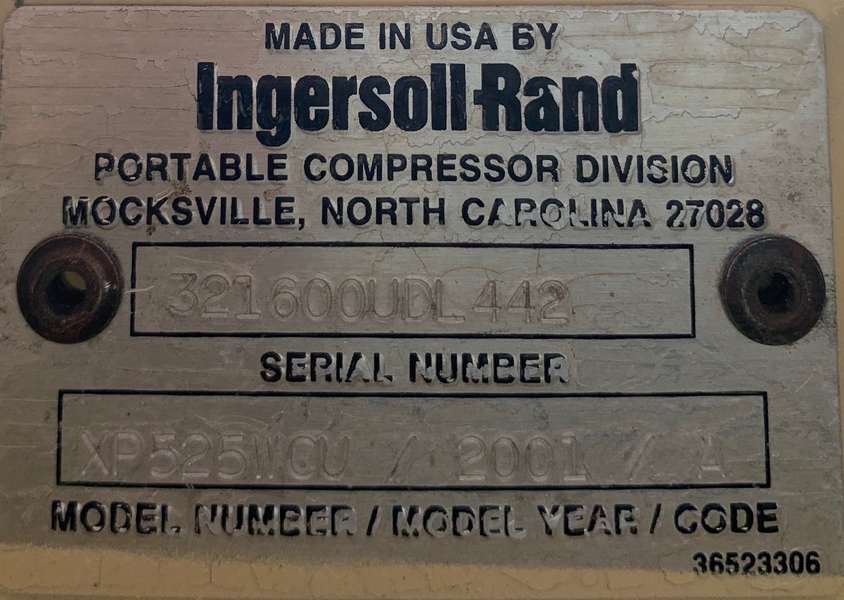 MADE IN USA BY
Ingersoll-Rand
PORTABLE COMPRESSOR DIVISION
MOCKSVILLE, NORTH CAROLINA 27028
321600UDL442
SERIAL NUMBER
XP525WCU / 2001 / A
MODEL NUMBER / MODEL YEAR / CODE
36523306